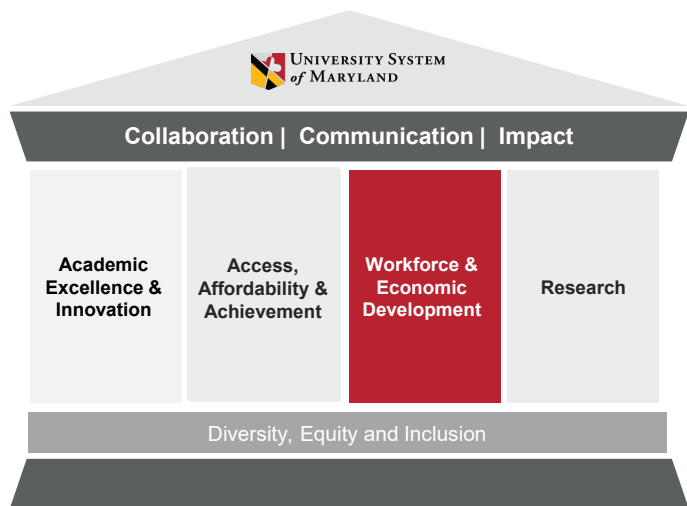 UNIVERSITY SYSTEM
of MARYLAND
Collaboration | Communication | Impact
Academic
Excellence &
Innovation
Access,
Affordability &
Achievement
Workforce &
Economic
Development
Research
Diversity, Equity and Inclusion